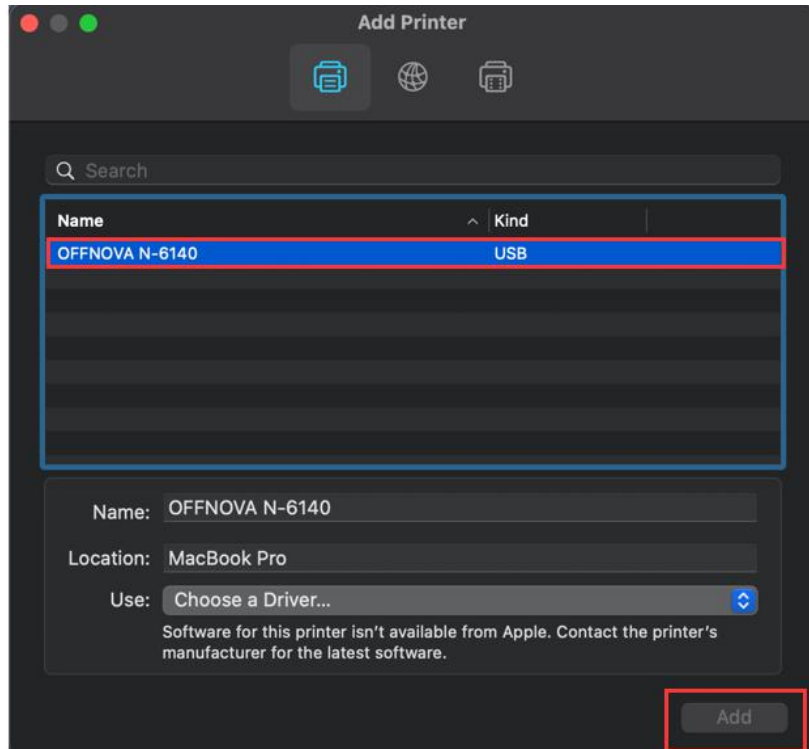 Add Printer
Search
Name Kind
OFFNOVA N-6140 USB
Name: OFFNOVA N-6140
Location: MacBook Pro
Use: Choose a Driver...
Software for this printer isn't available from Apple. Contact the printer's
manufacturer for the latest software.
Add